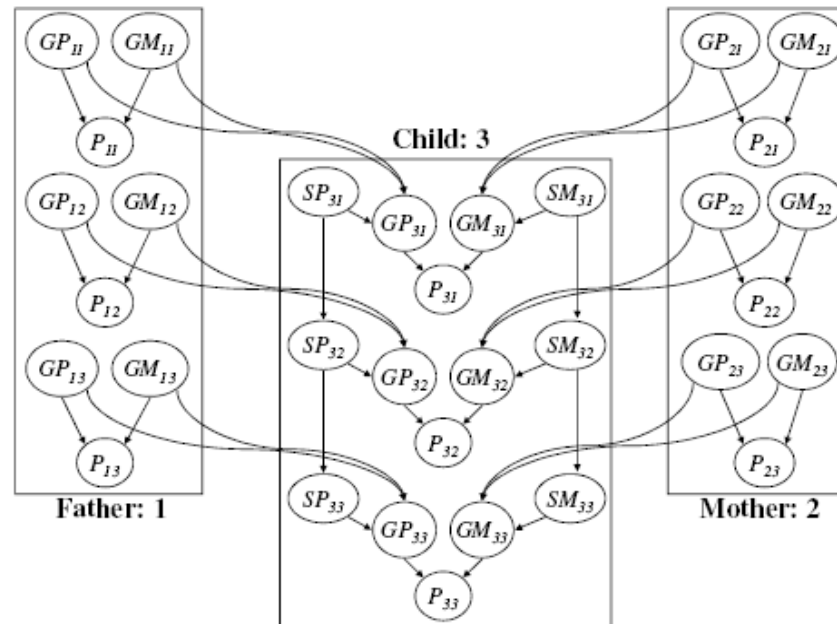 GP₁₁ GM₁₁ GP₂₁ GM₂₁
P₁₁ P₂₁
Child: 3
GP₁₂ GM₁₂ SP₃₁ SM₃₁ GP₂₂ GM₂₂
GP₃₁ GM₃₁
P₃₁
P₁₂ P₂₂
GP₁₃ GM₁₃ SP₃₂ SM₃₂ GP₂₃ GM₂₃
GP₃₂ GM₃₂
P₃₂
P₁₃ P₂₃
Father: 1 SP₃₃ SM₃₃ Mother: 2
GP₃₃ GM₃₃
P₃₃